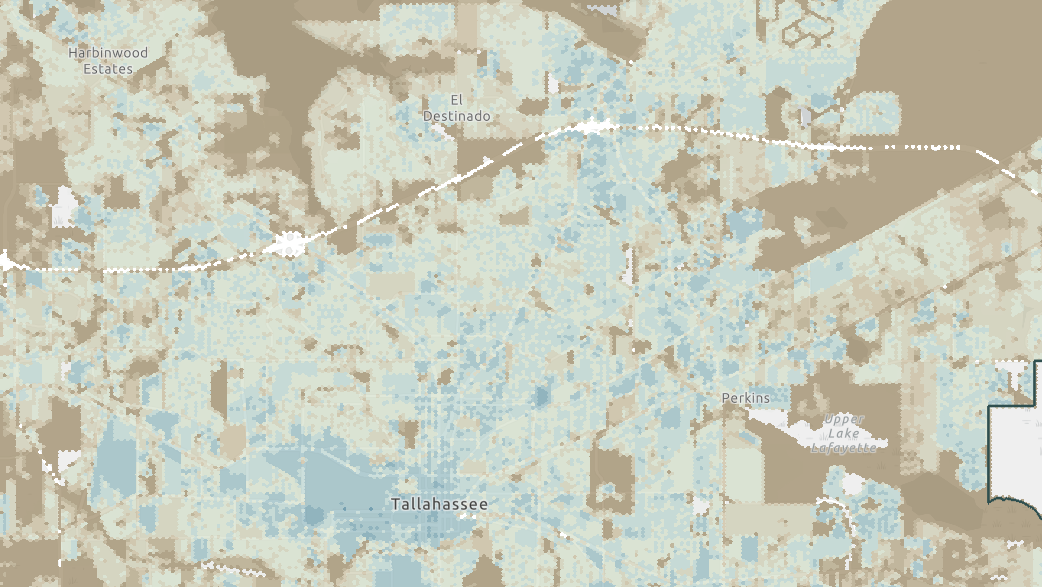 Harbinwood
Estates
El
Destinado
Perkins
Upper
Lake
Lafayette
Tallahassee